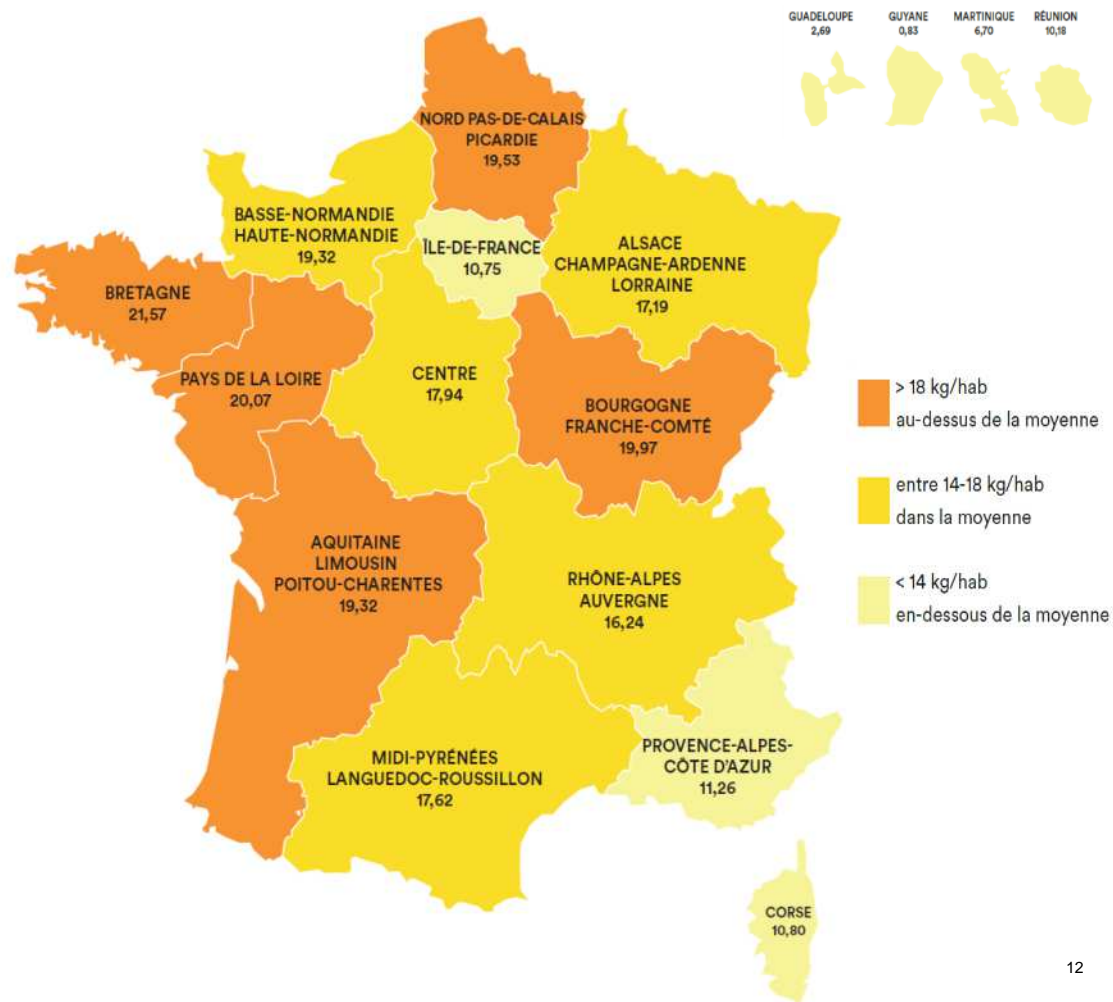 GUADELOUPE
2,69
GUYANE
0,83
MARTINIQUE
6,70
RÉUNION
10,18
NORD PAS-DE-CALAIS
PICARDIE
19,53
BASSE-NORMANDIE
HAUTE-NORMANDIE
19,32
ÎLE-DE-FRANCE
10,75
ALSACE
CHAMPAGNE-ARDENNE
LORRAINE
17,19
BRETAGNE
21,57
PAYS DE LA LOIRE
20,07
CENTRE
17,94
BOURGOGNE
FRANCHE-COMTÉ
19,97
> 18 kg/hab
au-dessus de la moyenne
entre 14-18 kg/hab
dans la moyenne
< 14 kg/hab
en-dessous de la moyenne
AQUITAINE
LIMOUSIN
POITOU-CHARENTES
19,32
RHÔNE-ALPES
AUVERGNE
16,24
MIDI-PYRÉNÉES
LANGUEDOC-ROUSSILLON
17,62
PROVENCE-ALPES-
CÔTE D'AZUR
11,26
CORSE
10,80
12